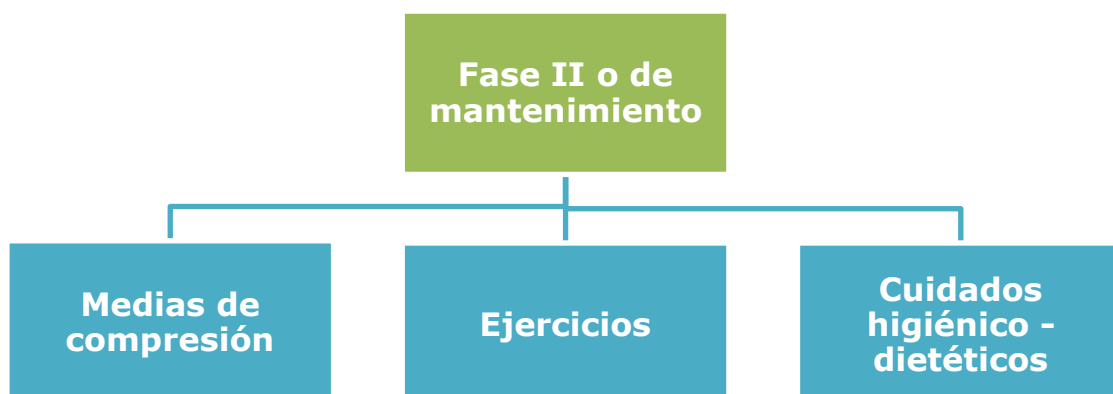 Fase II o de
mantenimiento
Medias de
compresión
Ejercicios
Cuidados
higiénico –
dietéticos